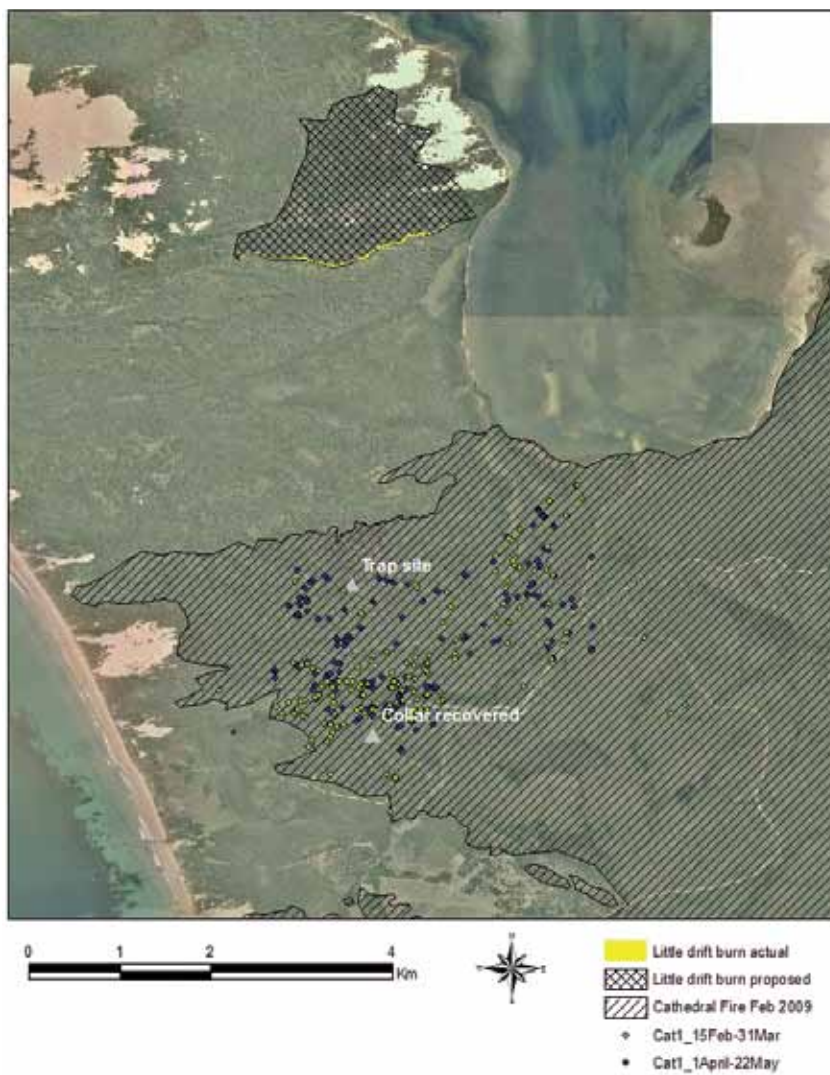 Trap site
Collar recovered
0 1 2 4
Km
N
Little drift burn actual
Little drift burn proposed
Cathedral Fire Feb 2009
Cat1_15Feb-31Mar
Cat1_1April-22May